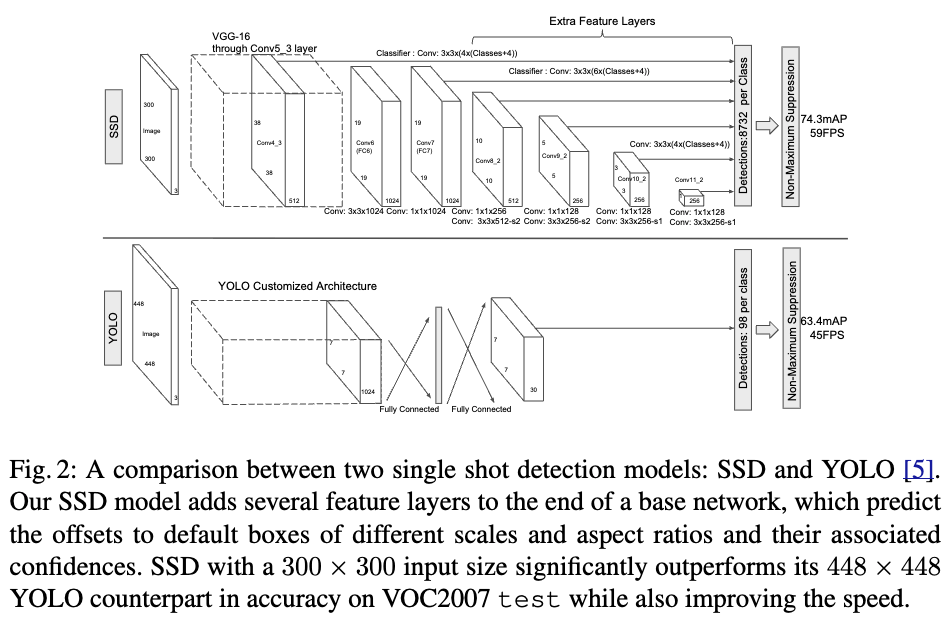 Extra Feature Layers
VGG-16
through Conv5_3 layer
Classifier : Conv: 3x3x(4x(Classes+4))
Classifier : Conv: 3x3x(6x(Classes+4))
SSD
300
Image
300
3
38
Conv4_3
38
512
19
Conv6
(FC6)
19
1024
19
Conv7
(FC7)
19
1024
10
Conv8_2
10
512
5
Conv9_2
5
256
Conv: 3x3x(4x(Classes+4))
3
Conv10_2
3
256
Conv11_2
256
Conv: 3x3x1024
Conv: 1x1x1024
Conv: 1x1x256
Conv: 3x3x512-s2
Conv: 1x1x128
Conv: 3x3x256-s2
Conv: 1x1x128
Conv: 3x3x256-s1
Conv: 1x1x128
Conv: 3x3x256-s1
Detections:8732 per Class
Non-Maximum Suppression
74.3mAP
59FPS
YOLO
448
Image
448
3
YOLO Customized Architecture
7
7
1024
Fully Connected
Fully Connected
7
7
30
Detections: 98 per class
Non-Maximum Suppression
63.4mAP
45FPS
Fig. 2: A comparison between two single shot detection models: SSD and YOLO [5].
Our SSD model adds several feature layers to the end of a base network, which predict
the offsets to default boxes of different scales and aspect ratios and their associated
confidences. SSD with a 300 × 300 input size significantly outperforms its 448 × 448
YOLO counterpart in accuracy on VOC2007 test while also improving the speed.